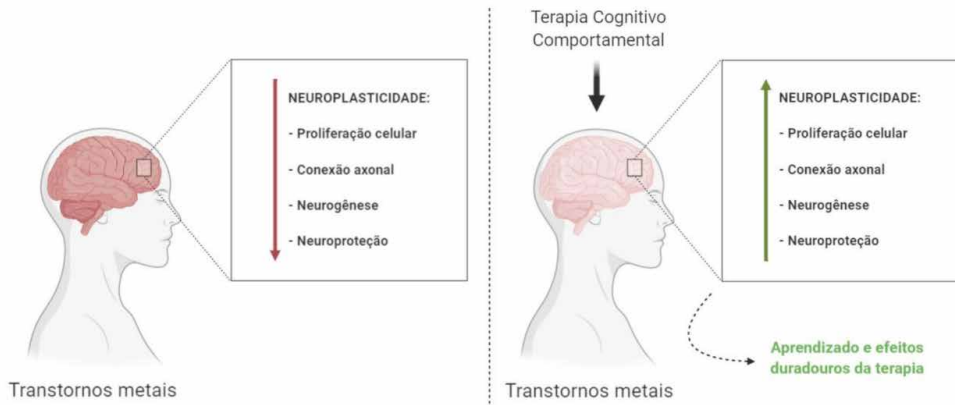 NEUROPLASTICIDADE:
- Proliferação celular
- Conexão axonal
- Neurogênese
- Neuroproteção
Transtornos metais
Terapia Cognitivo
Comportamental
NEUROPLASTICIDADE:
- Proliferação celular
- Conexão axonal
- Neurogênese
- Neuroproteção
Aprendizado e efeitos
duradouros da terapia
Transtornos metais